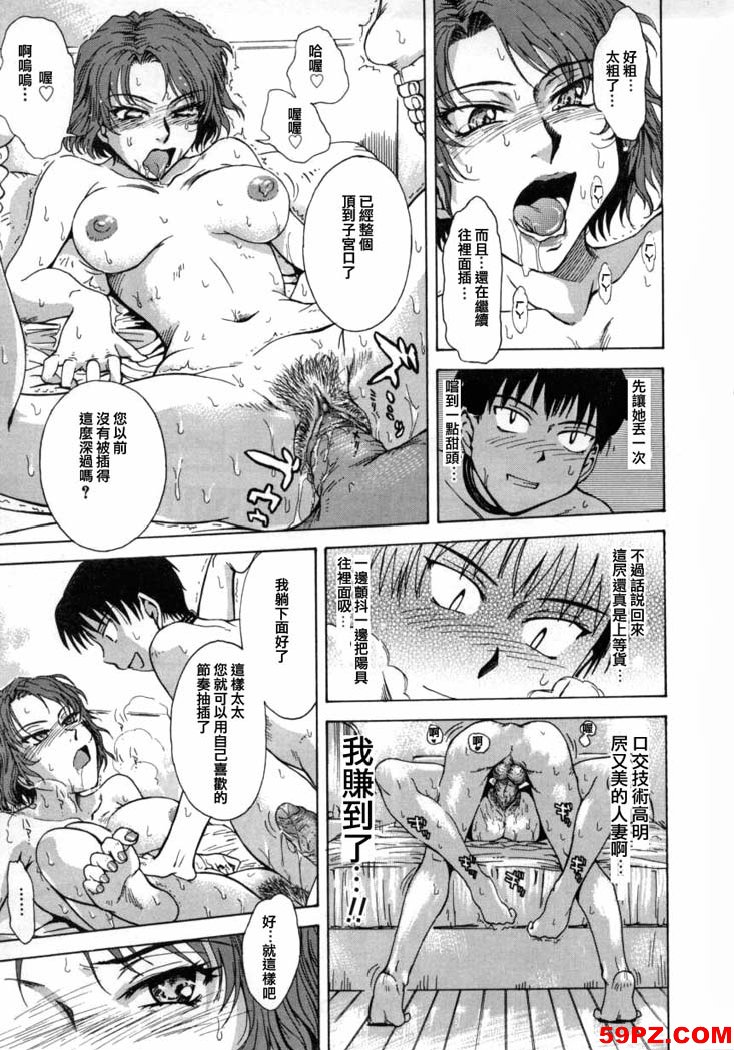 好粗…
太粗了…
而且…還在繼續
往裡面插…
哈喔♡
喔喔♡
喔♡
啊嗚嗚…
已經整個
頂到子宮口了
您以前
沒有被插得
這麼深過嗎？
先讓她丟一次
嚐到一點甜頭…
不過話說回來
這屄還真是上等貨…
一邊顫抖一邊把陽具
往裡面吸…
口交技術高明
屄又美的人妻啊…
喔
啊
啊
我賺到了…!!
我躺下面好了
這樣太太
您就可以用自己喜歡的
節奏抽插了
……
好…就這樣吧
59PZ.COM